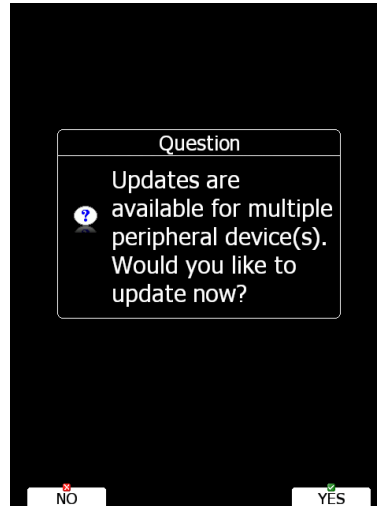 Question
Updates are
available for multiple
peripheral device(s).
Would you like to
update now?
NO
YES